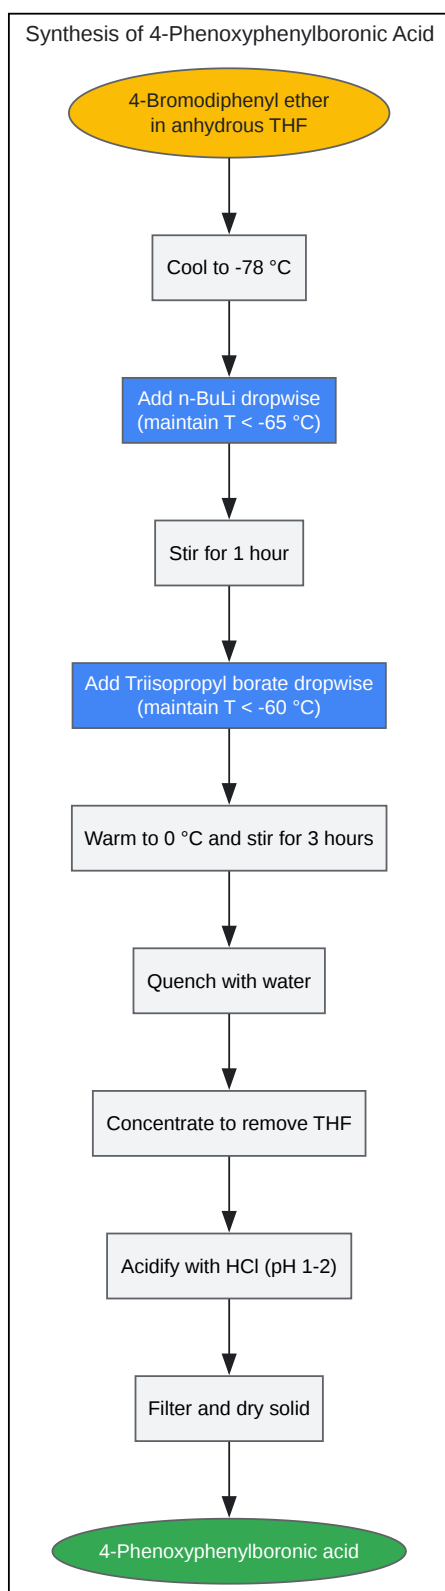 Synthesis of 4-Phenoxyphenylboronic Acid
4-Bromodiphenyl ether
in anhydrous THF
Cool to -78 °C
Add n-BuLi dropwise
(maintain T < -65 °C)
Stir for 1 hour
Add Triisopropyl borate dropwise
(maintain T < -60 °C)
Warm to 0 °C and stir for 3 hours
Quench with water
Concentrate to remove THF
Acidify with HCl (pH 1-2)
Filter and dry solid
4-Phenoxyphenylboronic acid